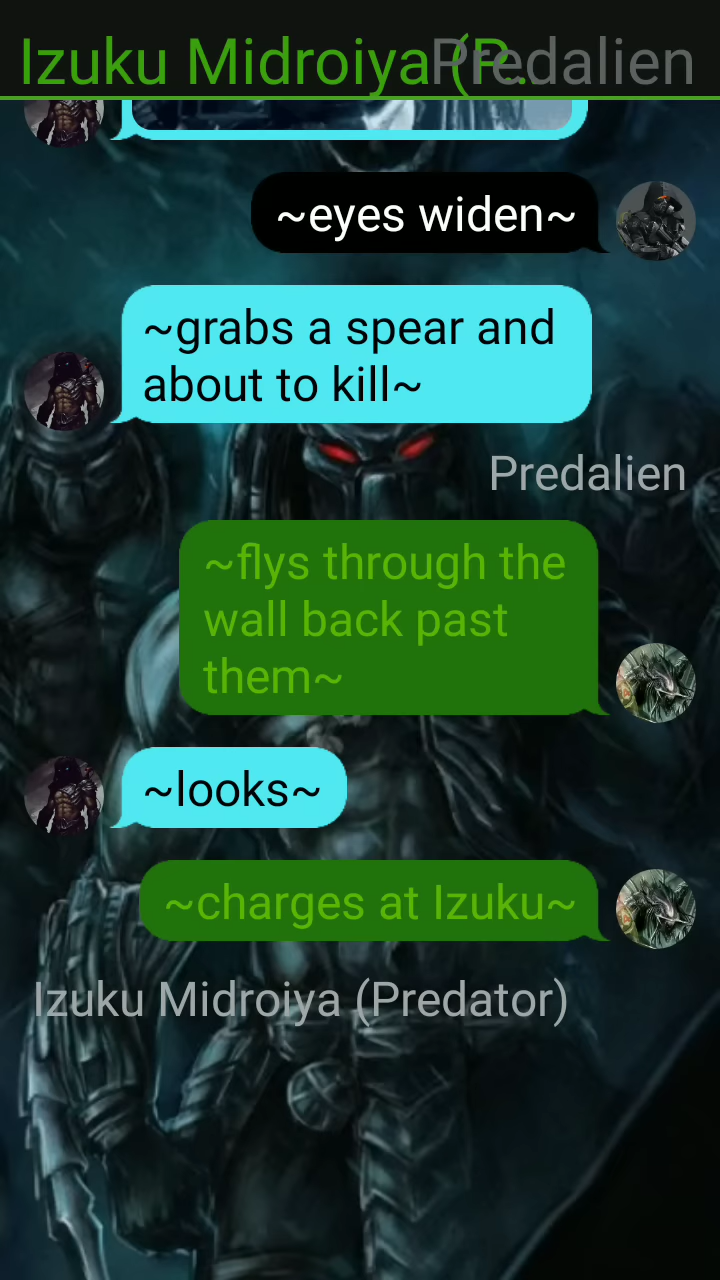 Izuku Midroiya (P... Predalien
~eyes widen~
~grabs a spear and
about to kill~
Predalien
~flys through the
wall back past
them~
~looks~
~charges at Izuku~
Izuku Midroiya (Predator)